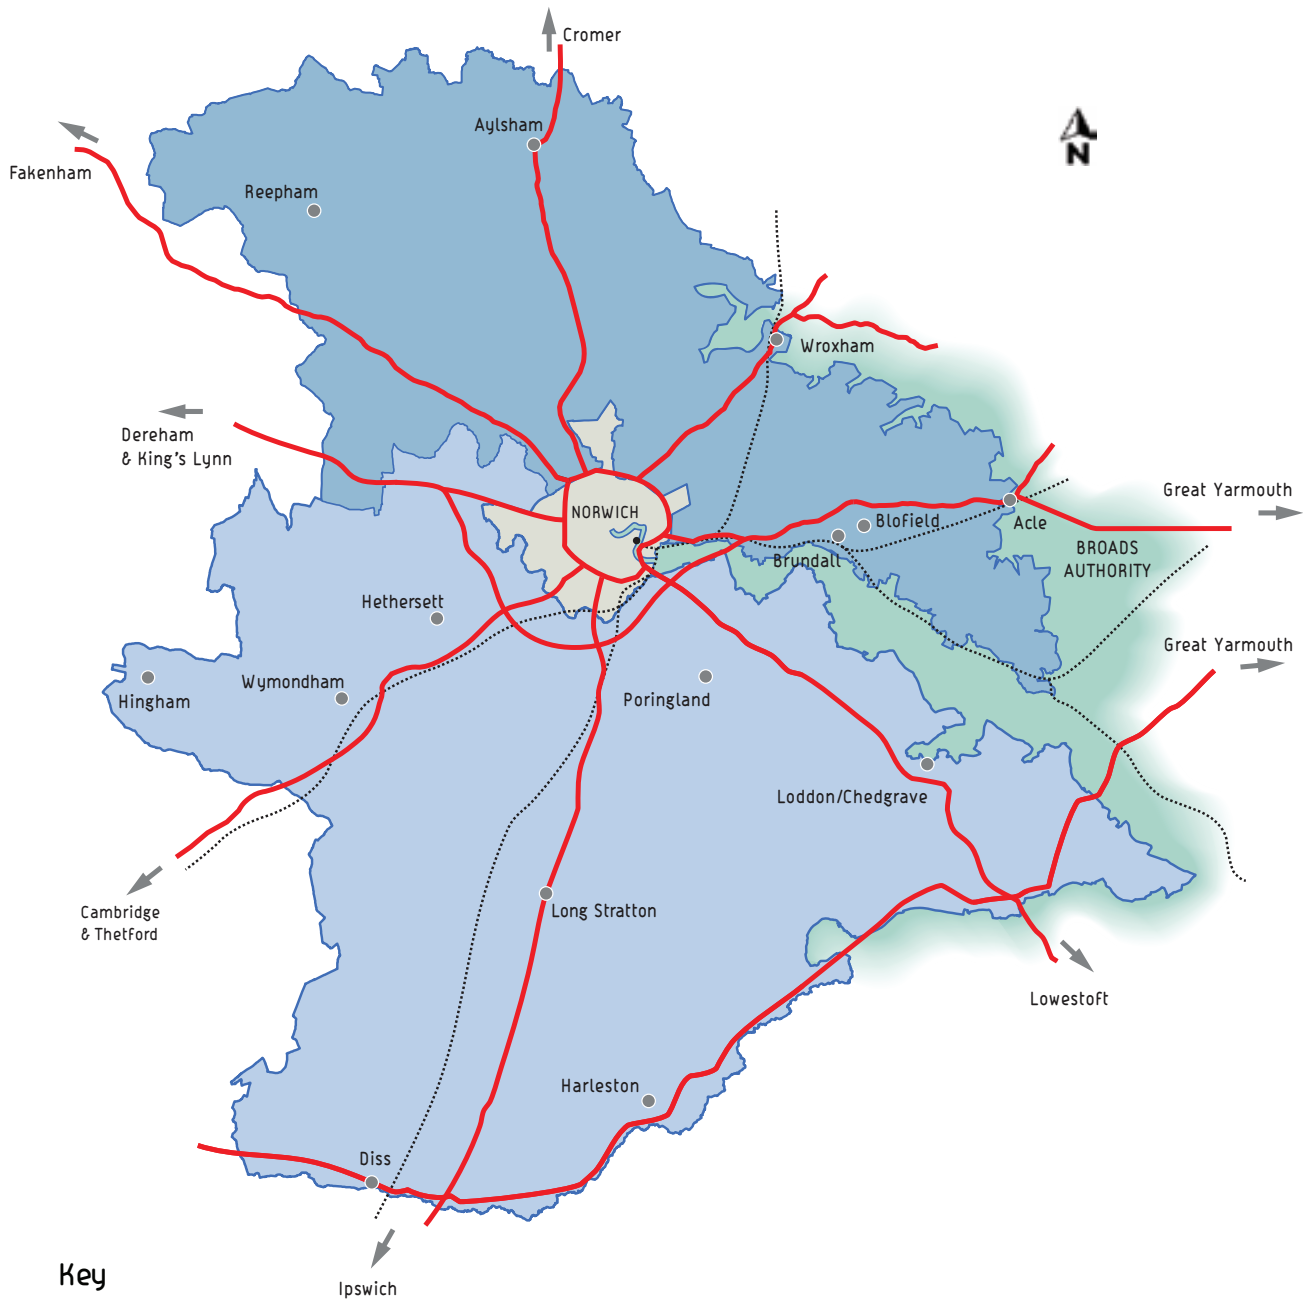 Cromer
Aylsham
Fakenham
Reepham
N
Wroxham
Dereham
& King's Lynn
Great Yarmouth
NORWICH
Blofield
Acle
Brundall
BROADS
AUTHORITY
Hethersett
Great Yarmouth
Wymondham
Hingham
Poringland
Loddon/Chedgrave
Cambridge
& Thetford
Long Stratton
Lowestoft
Harleston
Diss
Key
Ipswich